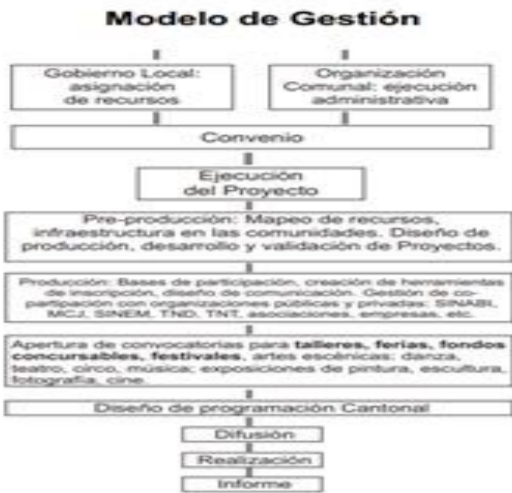 Modelo de Gestión
Gobierno Local:
asignación
de recursos
Organización
Comunal: ejecución
administrativa
Convenio
Ejecución
del Proyecto
Pre-producción: Mapeo de recursos,
infraestructura en las comunidades. Diseño de
producción, desarrollo y validación de Proyectos.
Producción: Bases de participación, creación de herramientas
de inscripción, diseño de comunicación. Gestión de co-
participación con organizaciones públicas y privadas: SINABI,
MCJ, SINEM, TND, TNT, asociaciones, empresas, etc.
Apertura de convocatorias para talleres, ferias, fondos
concursables, festivales, artes escénicas: danza,
teatro, circo, música; exposiciones de pintura, escultura,
fotografía, cine.
Diseño de programación Cantonal
Difusión
Realización
Informe